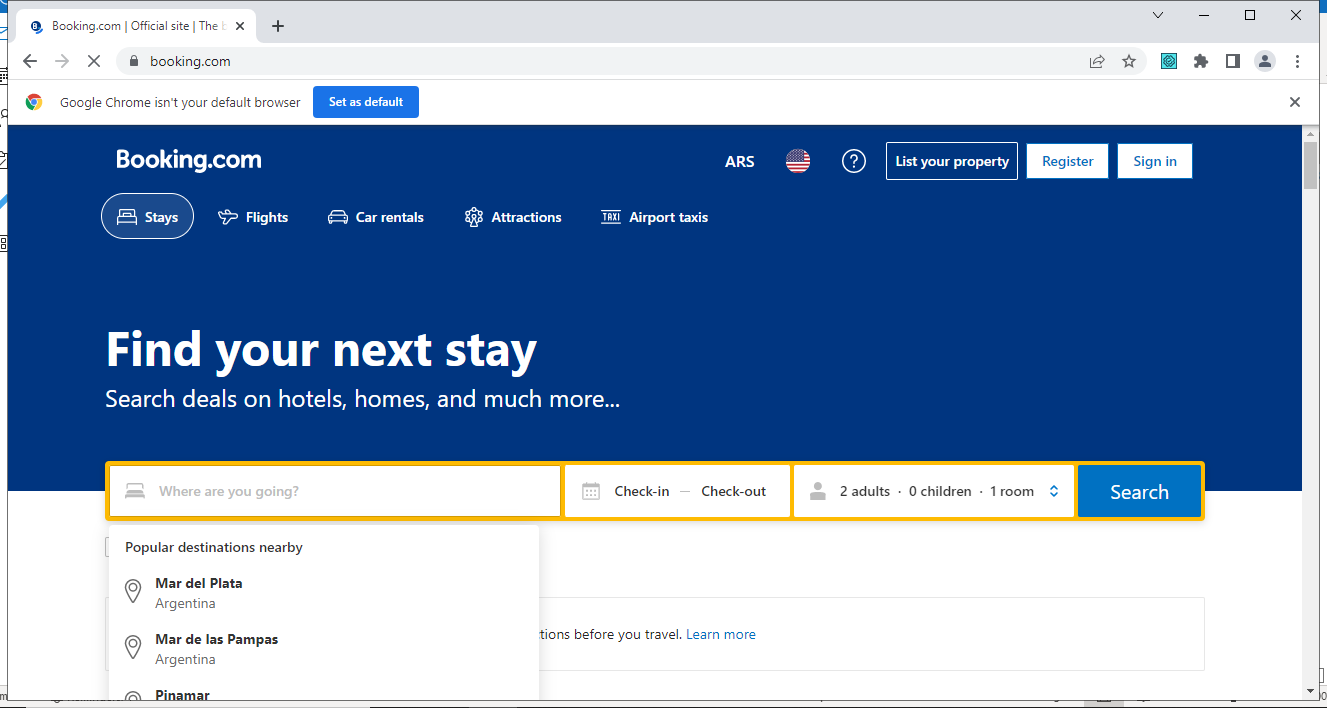 Booking.com | Official site | The b
booking.com
Google Chrome isn't your default browser
Set as default
Booking.com
ARS
List your property
Register
Sign in
Stays
Flights
Car rentals
Attractions
TAXI
Airport taxis
Find your next stay
Search deals on hotels, homes, and much more...
Where are you going?
Check-in — Check-out
2 adults · 0 children · 1 room
Search
Popular destinations nearby
Mar del Plata
Argentina
Mar de las Pampas
Argentina
tions before you travel. Learn more
Pinamar